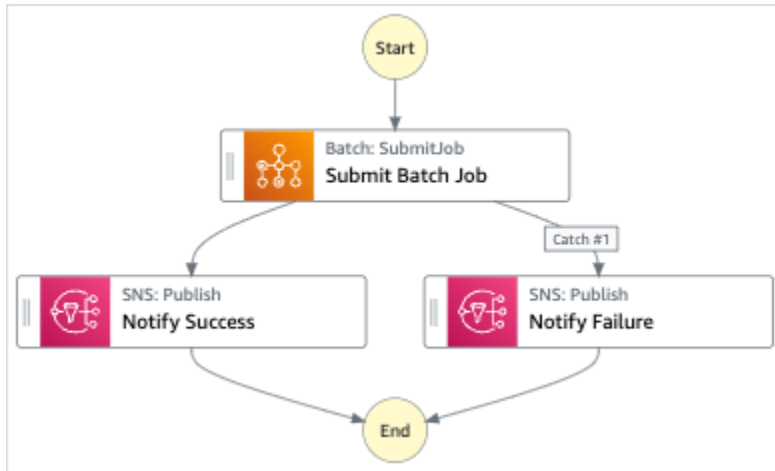 Start
Batch: SubmitJob
Submit Batch Job
Catch #1
SNS: Publish
Notify Success
SNS: Publish
Notify Failure
End